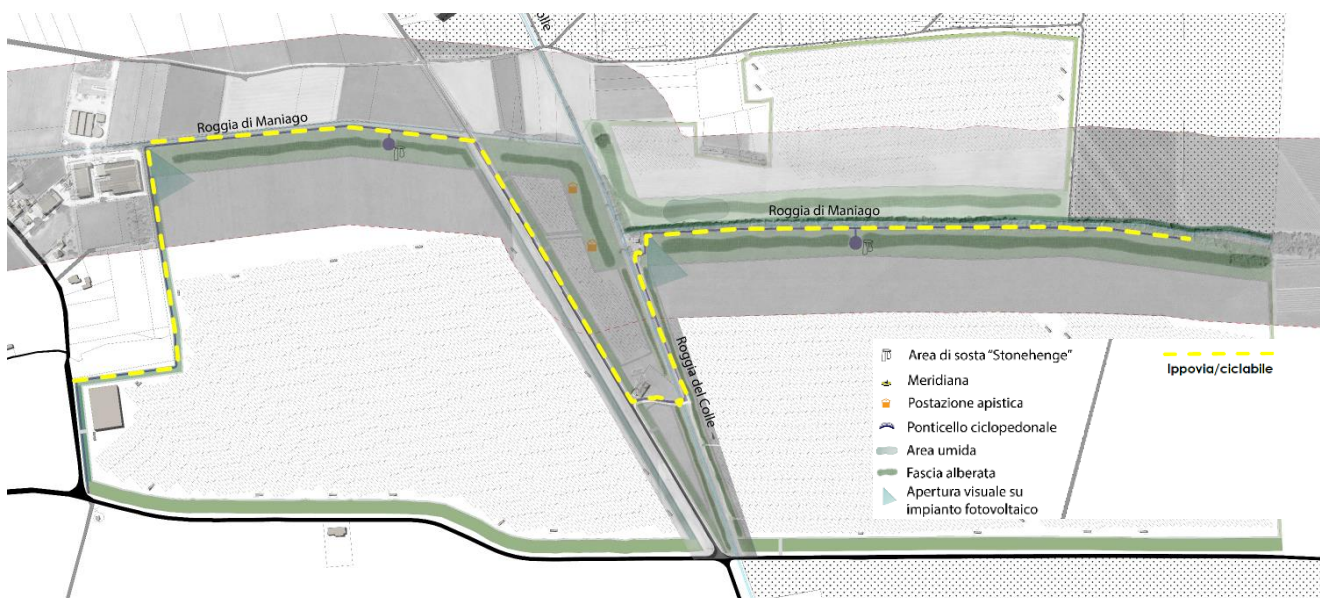 Colle
Roggia di Maniago
Roggia di Maniago
Roggia del Colle
Area di sosta "Stonehenge"
Meridiana
Postazione apistica
Ponticello ciclopedonale
Area umida
Fascia alberata
Apertura visuale su
impianto fotovoltaico
Ippovia/ciclabile